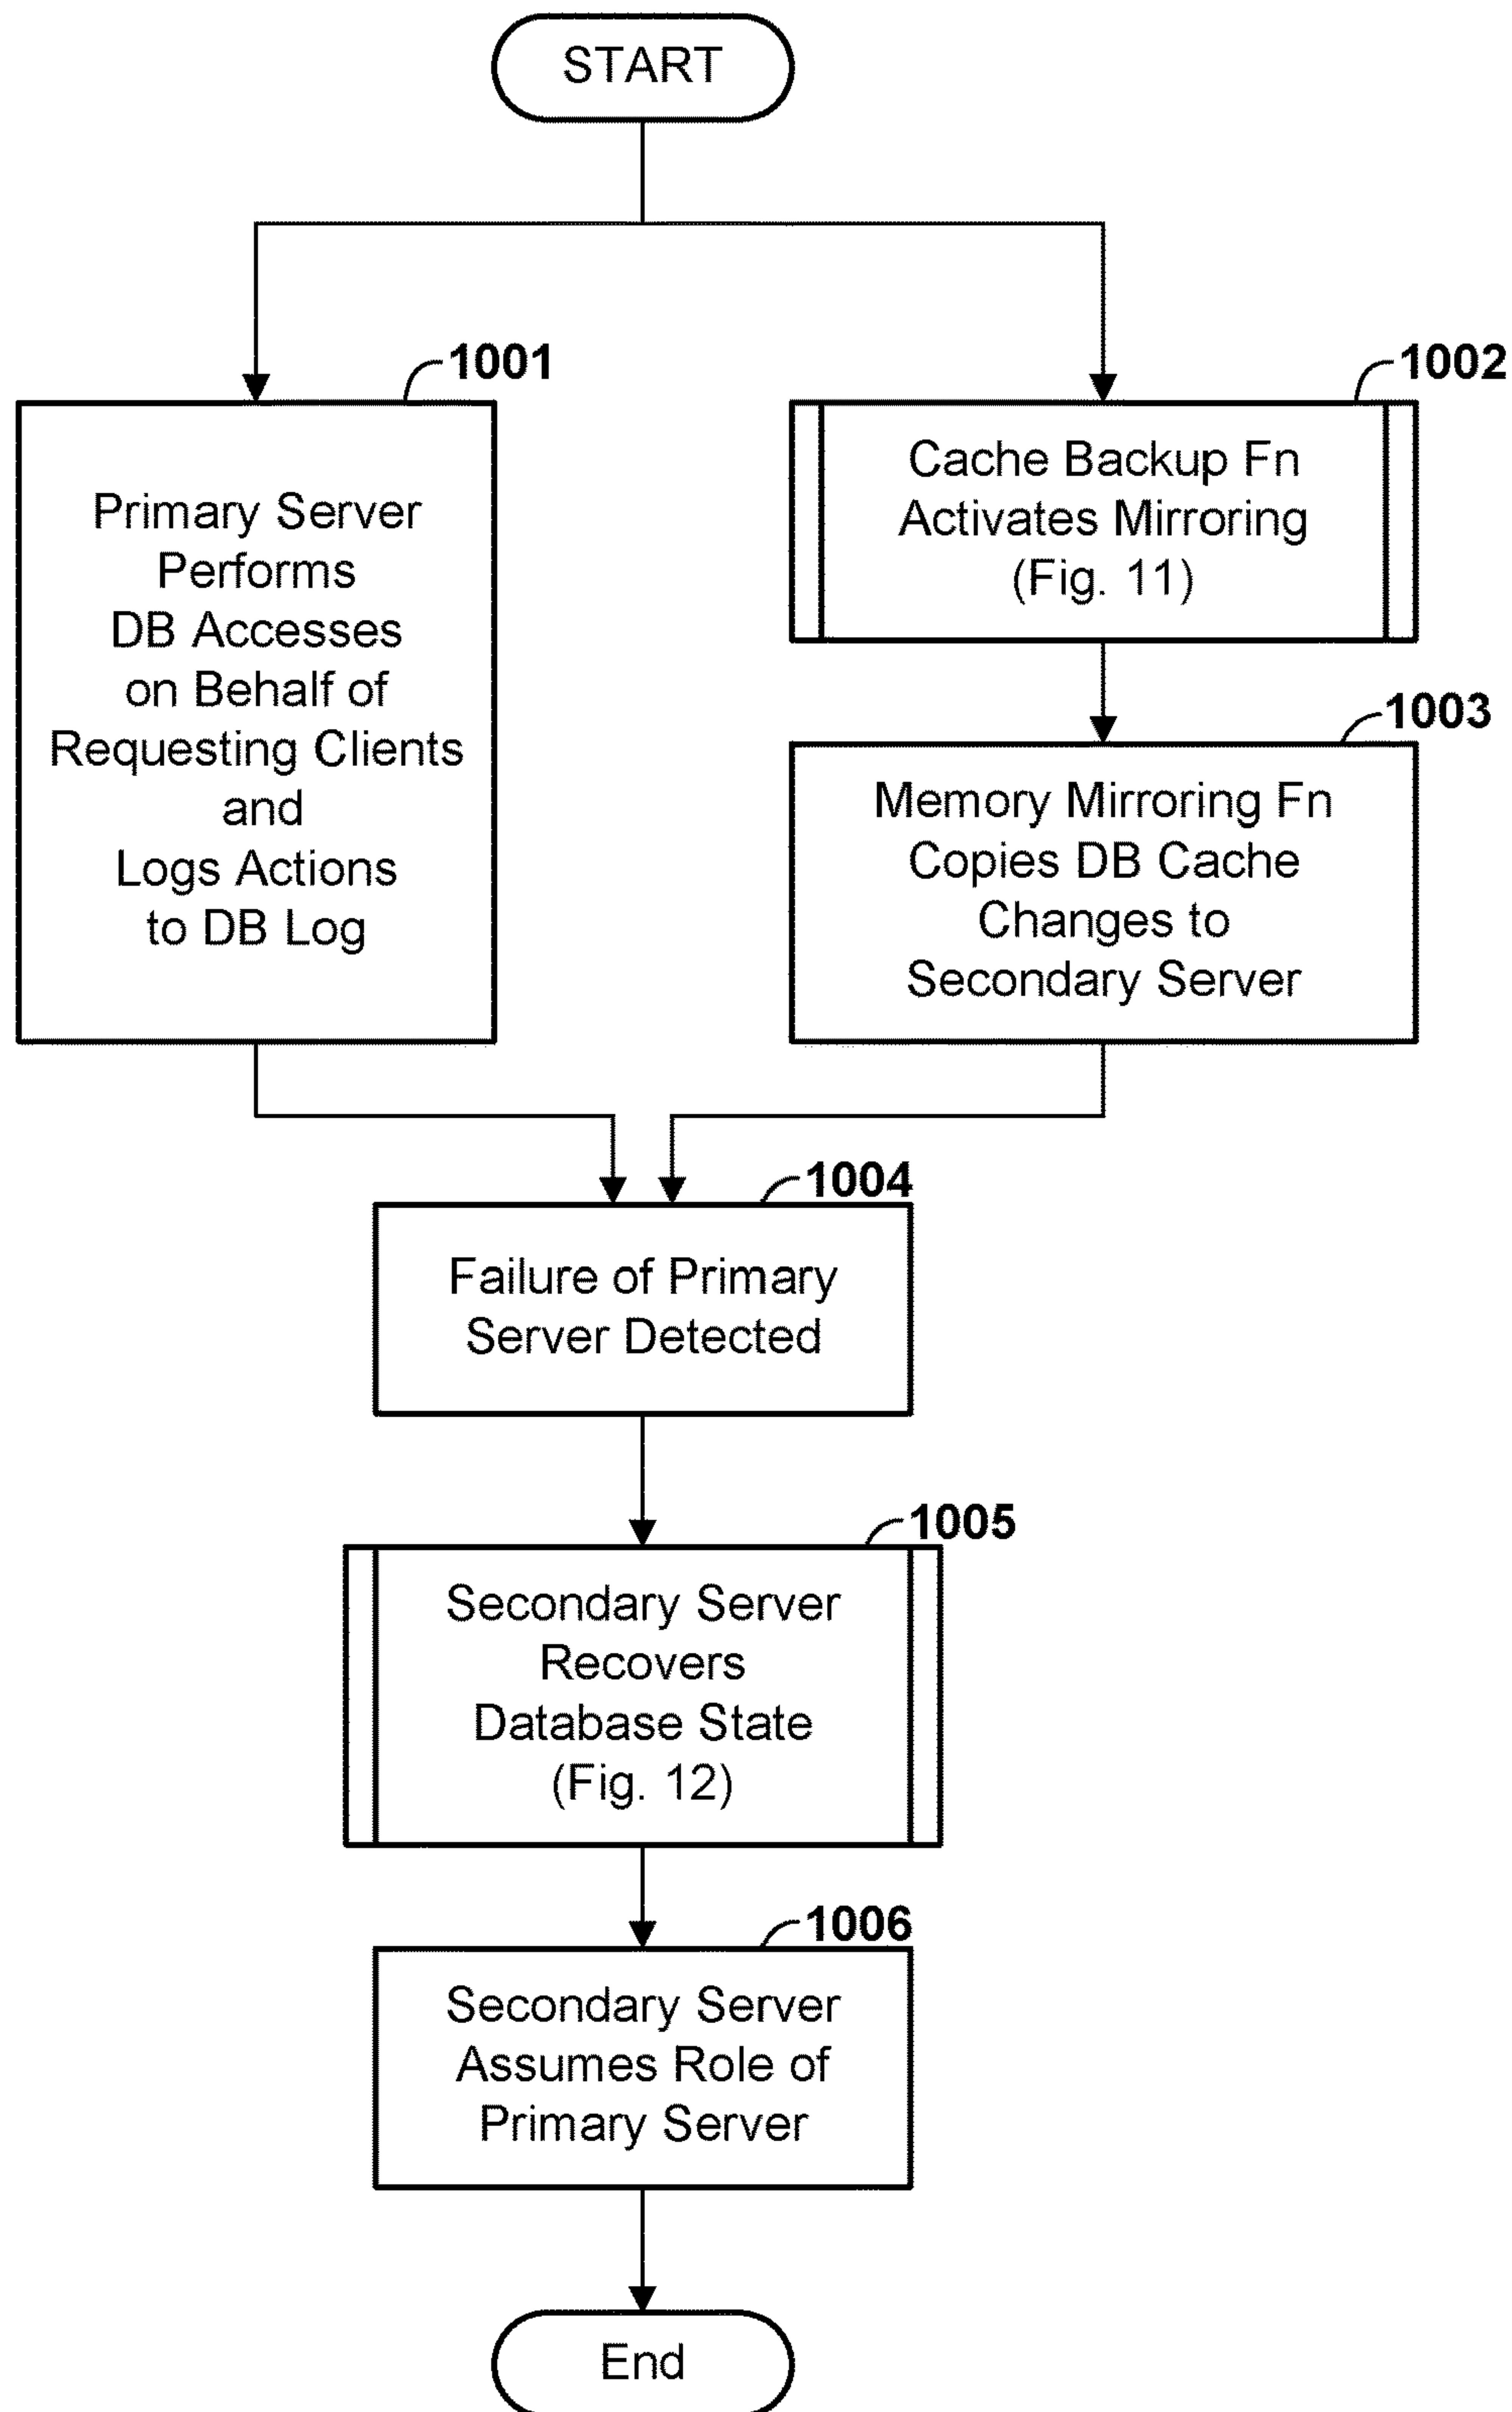 START
1001
Primary Server
Performs
DB Accesses
on Behalf of
Requesting Clients
and
Logs Actions
to DB Log
1002
Cache Backup Fn
Activates Mirroring
(Fig. 11)
1003
Memory Mirroring Fn
Copies DB Cache
Changes to
Secondary Server
1004
Failure of Primary
Server Detected
1005
Secondary Server
Recovers
Database State
(Fig. 12)
1006
Secondary Server
Assumes Role of
Primary Server
End